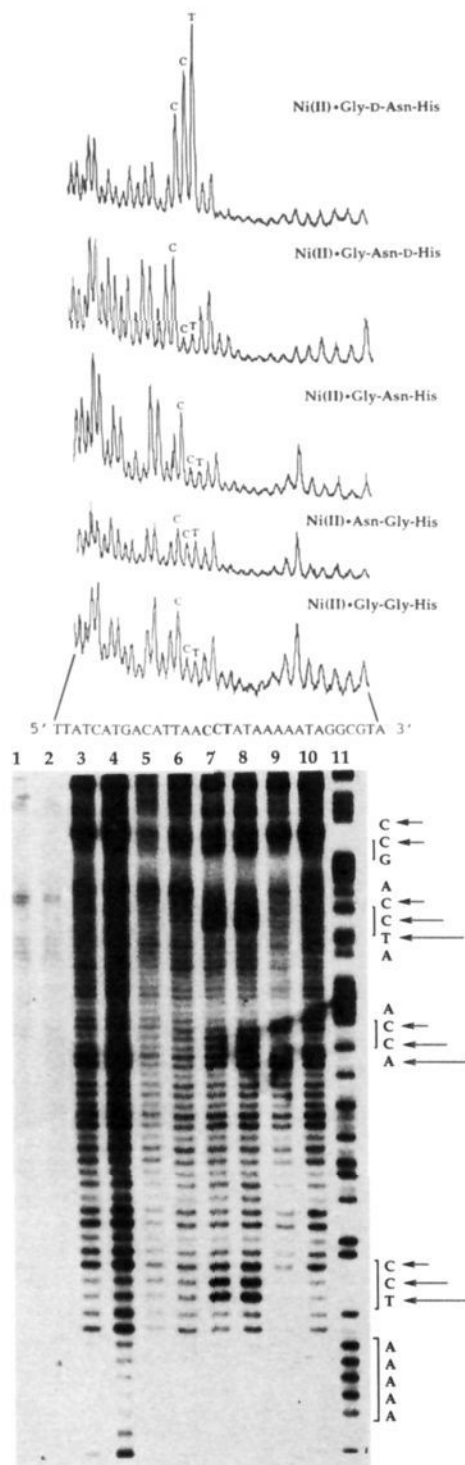 T
C
C
Ni(II)•Gly-D-Asn-His
C
C T
Ni(II)•Gly-Asn-D-His
C
C T
Ni(II)•Gly-Asn-His
C
C T
Ni(II)•Asn-Gly-His
C
C T
Ni(II)•Gly-Gly-His
5' TTATCATGACATTAACCTATAAAAATAGGCGTA 3'
1 2 3 4 5 6 7 8 9 10 11
C
C
G
A
C
C
T
A
A
C
C
A
C
C
T
A
A
A
A
A